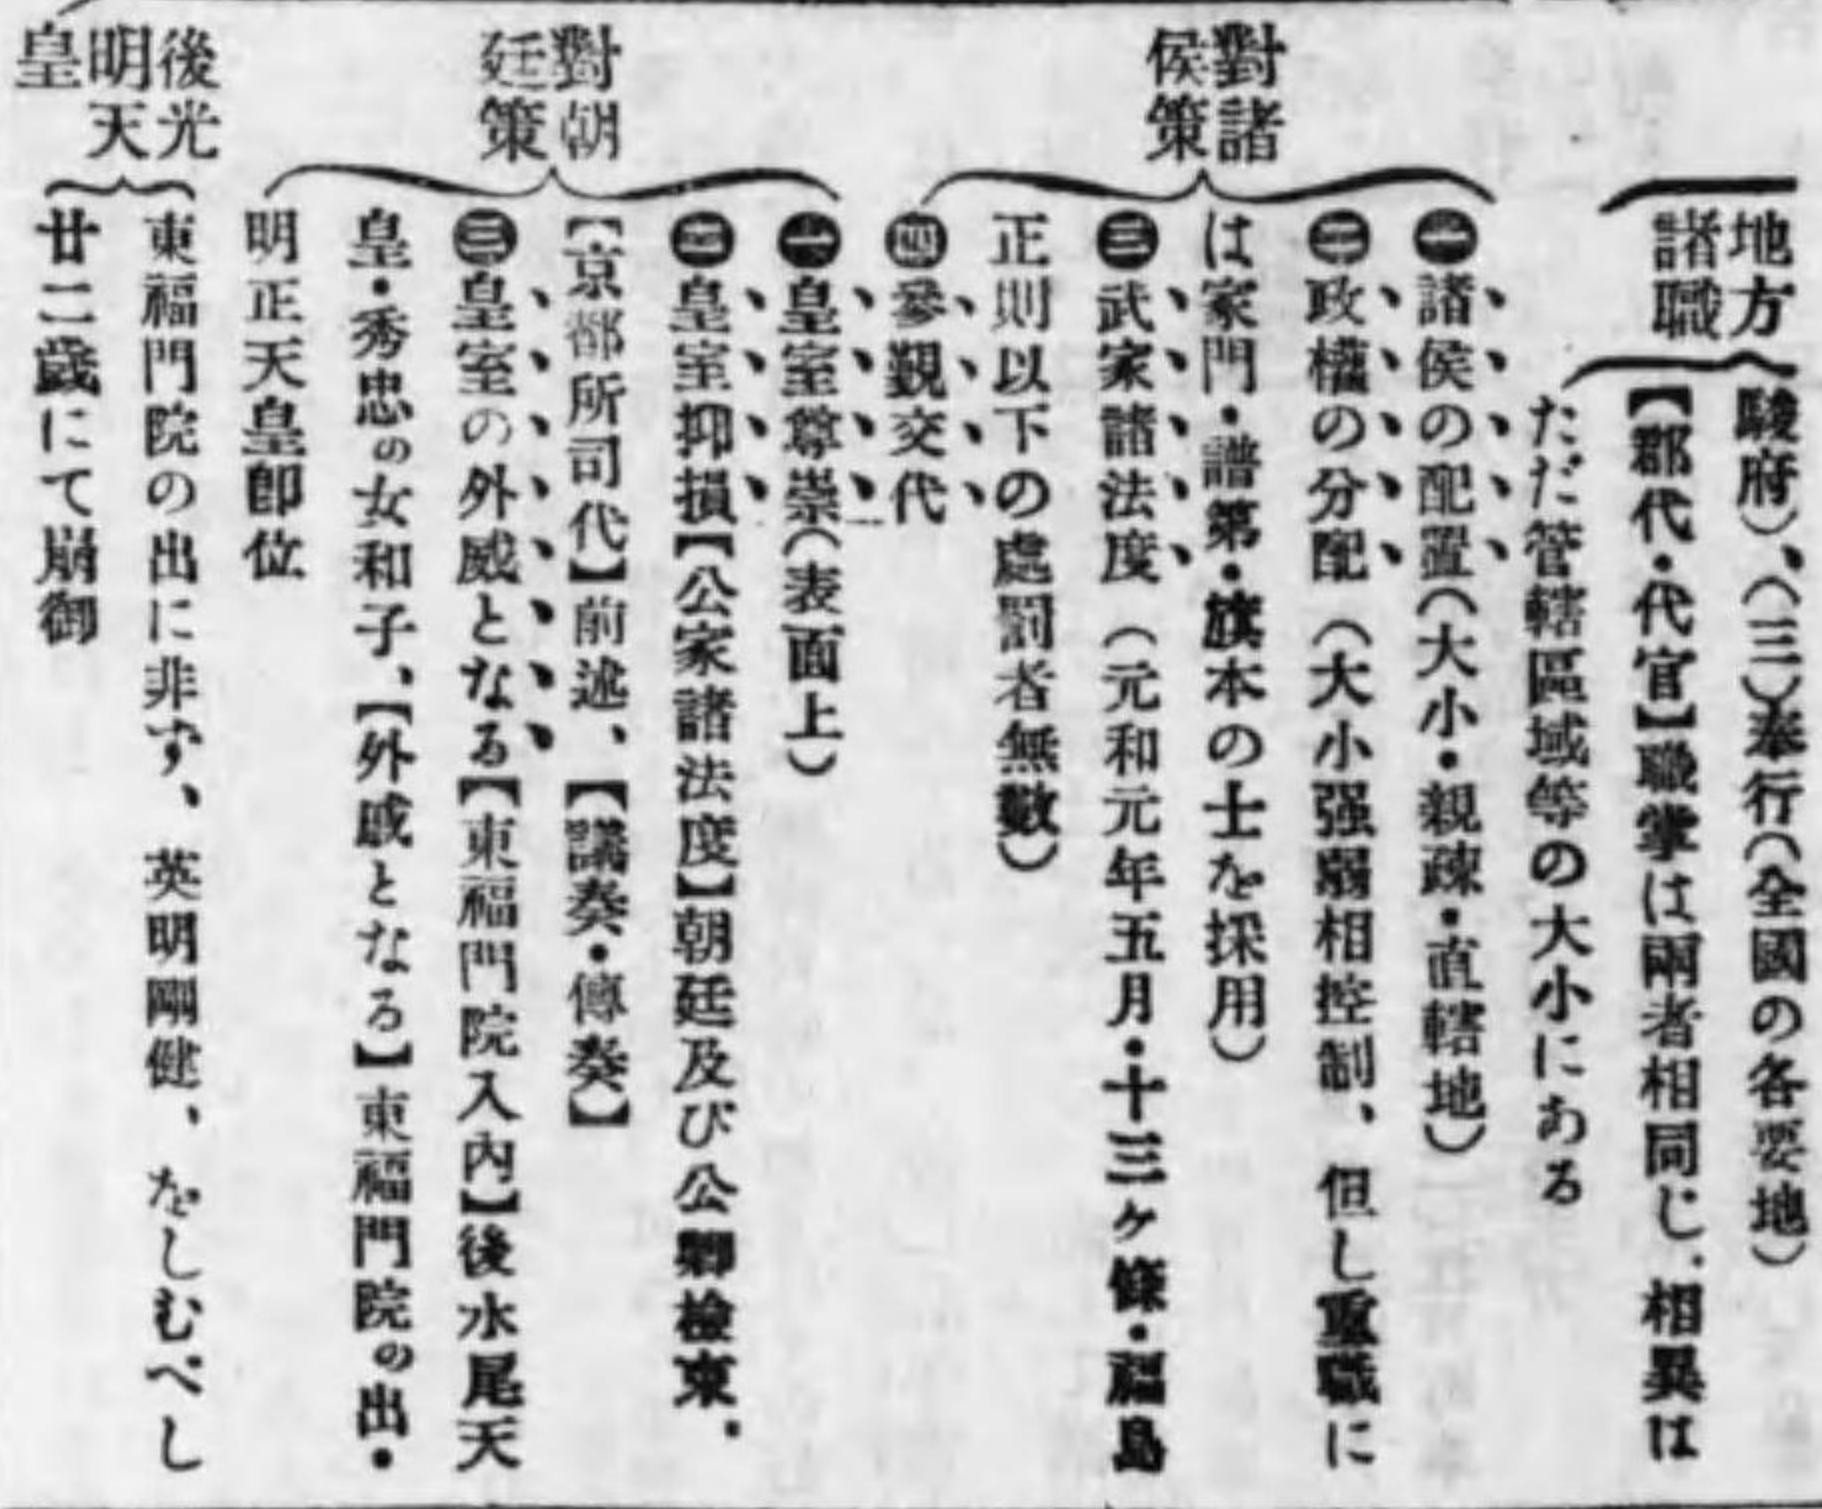 地方
諸職
駿府)、(三)奉行(全國の各要地)
【郡代・代官】職掌は兩者相同じ、相異は
ただ管轄區域等の大小にある
對諸
侯策
㊀諸侯の配置(大小・親疎・直轄地)
㊁政權の分配(大小强弱相控制、但し重職に
は家門・譜第・旗本の士を採用)
㊂武家諸法度(元和元年五月・十三ヶ條・福島
正則以下の處罰者無數)
㊃參覲交代
對朝
廷策
㊀皇室尊崇(表面上)
㊁皇室抑損【公家諸法度】朝廷及び公卿檢束、
【京都所司代】前述、【議奏・傳奏】
㊂皇室の外戚となる【東福門院入內】後水尾天
皇・秀忠の女和子、【外戚となる】東福門院の出・
明正天皇卽位
後光
明天
皇
東福門院の出に非ず、英明剛健、をしむべし
廿二歲にて崩御